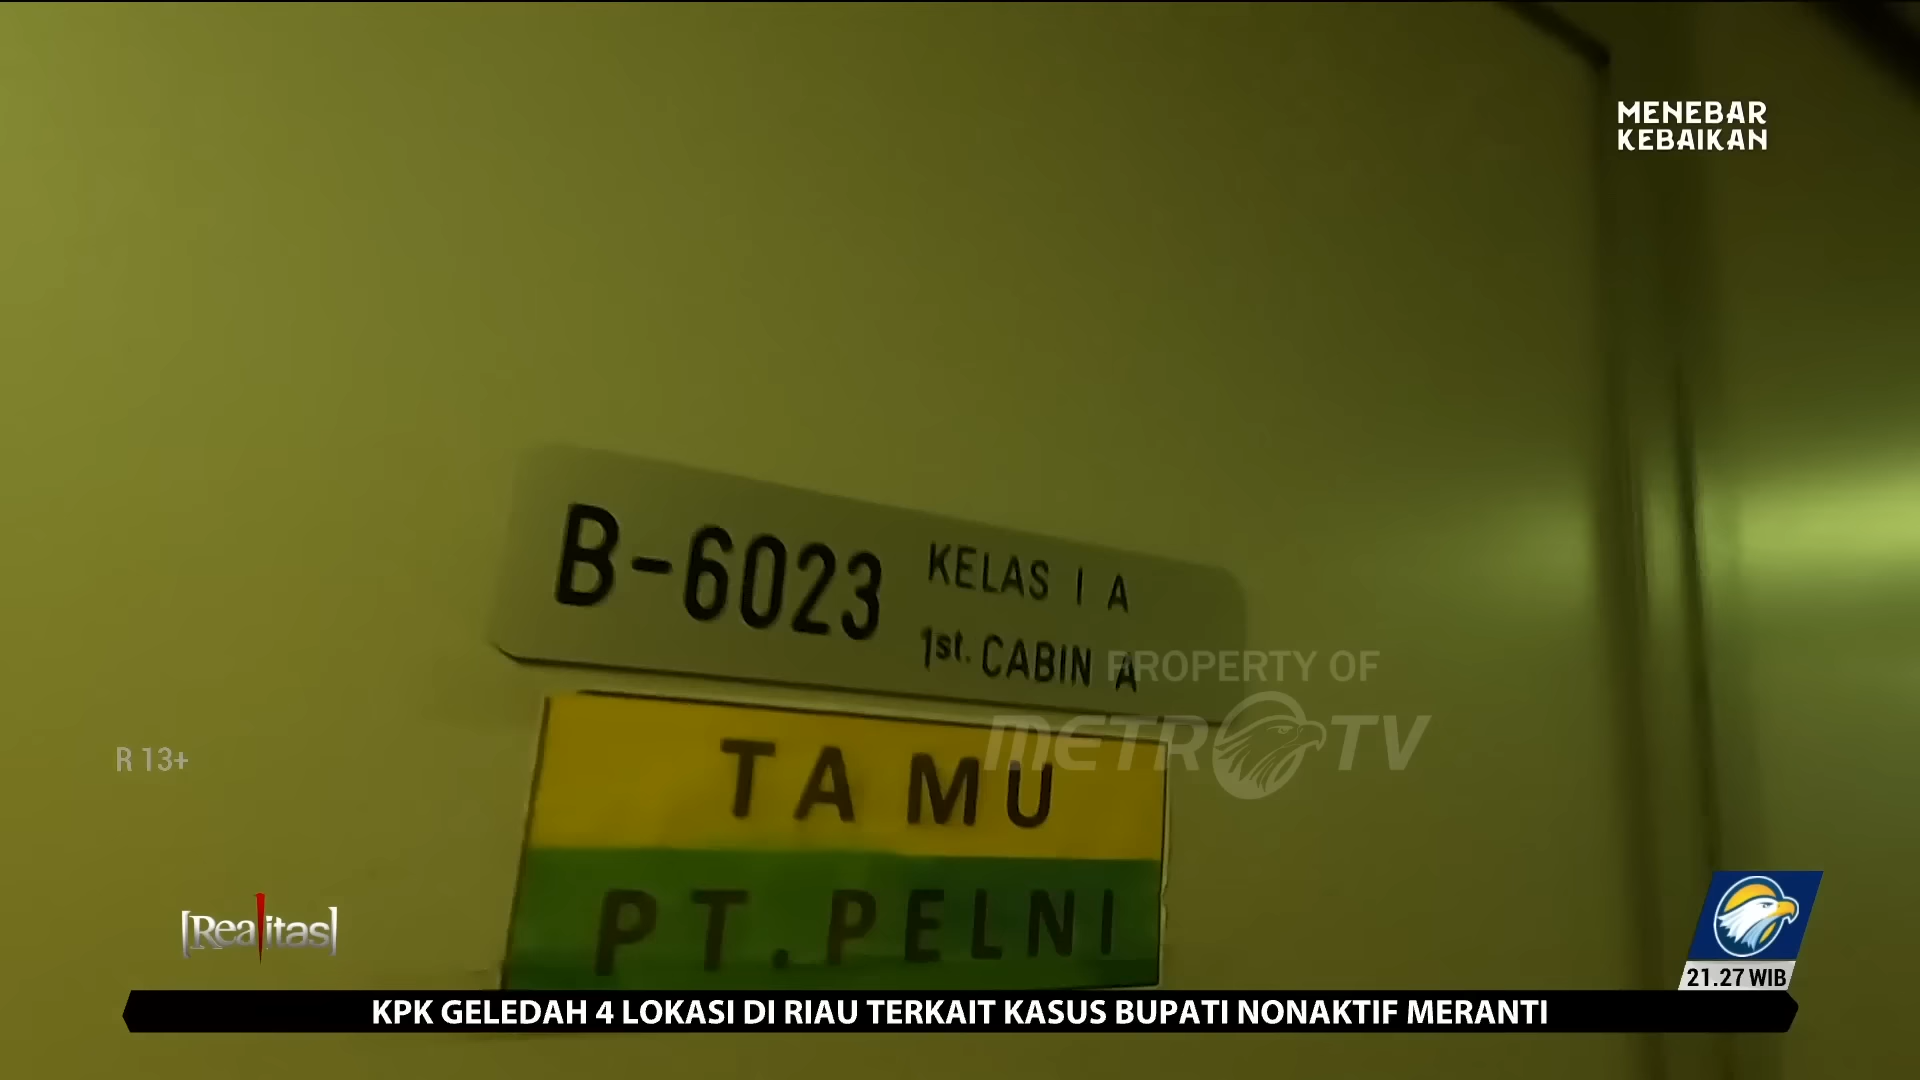 MENEBAR
KEBAIKAN
B-6023
KELAS I A
1st. CABIN A
PROPERTY OF
METRO TV
TAMU
PT. PELNI
R 13+
[Realitas]
21.27 WIB
KPK GELEDAH 4 LOKASI DI RIAU TERKAIT KASUS BUPATI NONAKTIF MERANTI